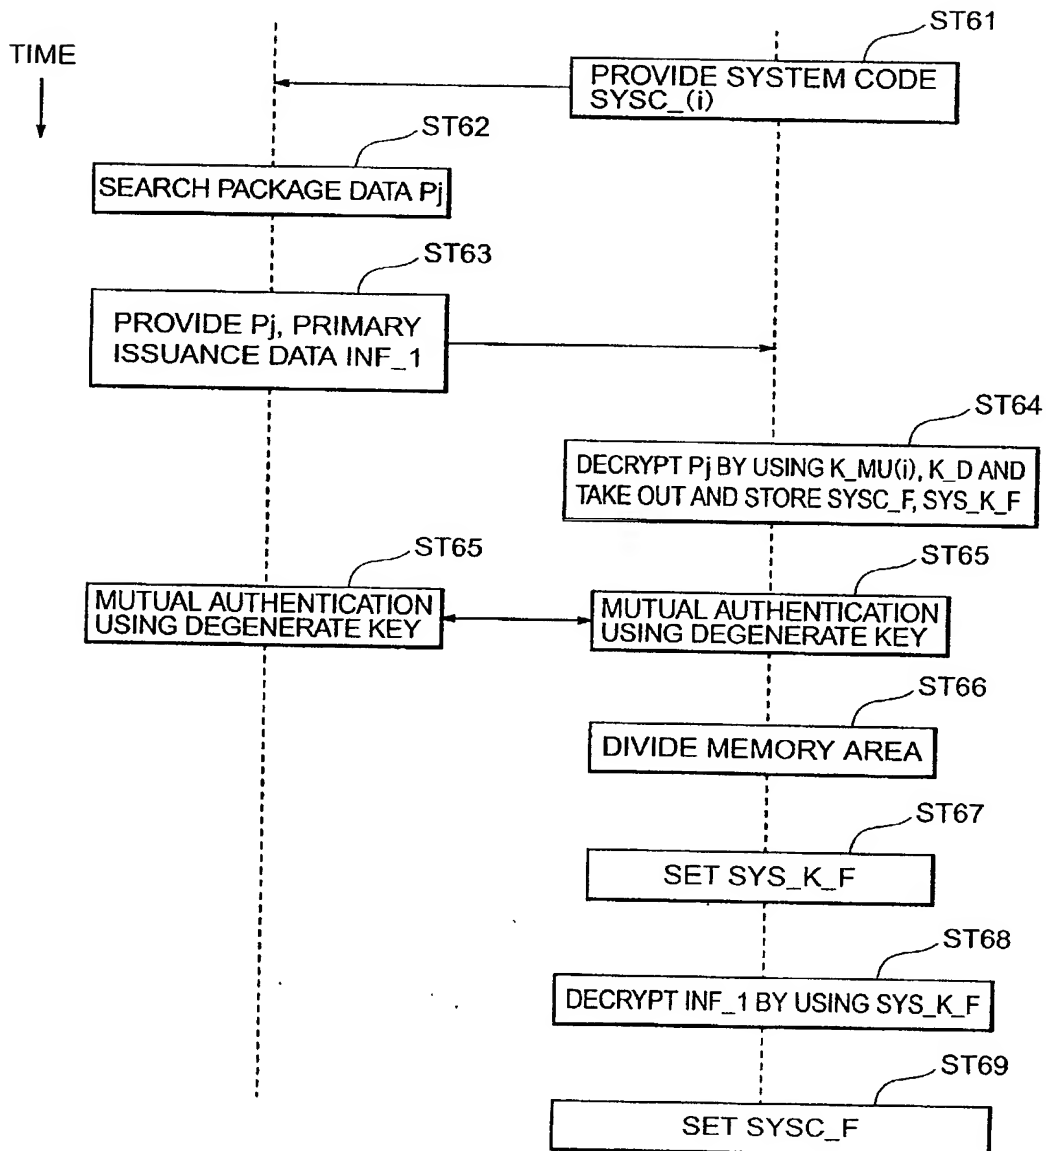 ST61
TIME
PROVIDE SYSTEM CODE
SYSC_(i)
ST62
SEARCH PACKAGE DATA Pj
ST63
PROVIDE Pj, PRIMARY
ISSUANCE DATA INF_1
ST64
DECRYPT Pj BY USING K_MU(i), K_D AND
TAKE OUT AND STORE SYSC_F, SYS_K_F
ST65
MUTUAL AUTHENTICATION
USING DEGENERATE KEY
ST65
MUTUAL AUTHENTICATION
USING DEGENERATE KEY
ST66
DIVIDE MEMORY AREA
ST67
SET SYS_K_F
ST68
DECRYPT INF_1 BY USING SYS_K_F
ST69
SET SYSC_F